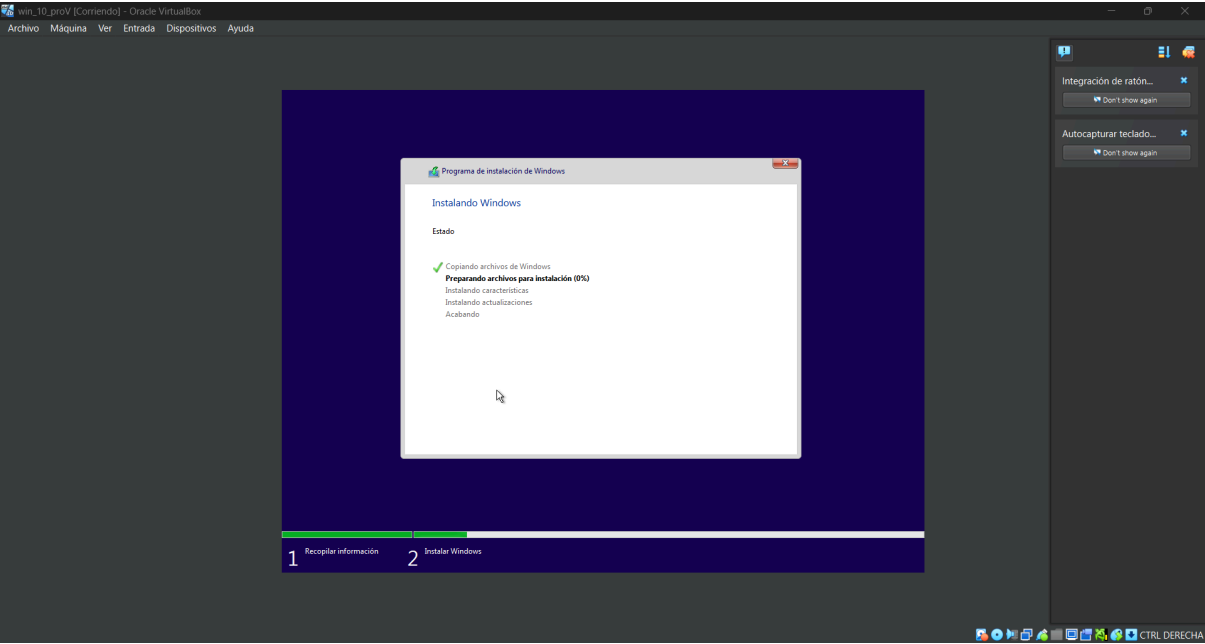 win_10_proV [Corriendo] - Oracle VirtualBox
Archivo Máquina Ver Entrada Dispositivos Ayuda
Integración de ratón...
Don't show again
Autocapturar teclado...
Don't show again
Programa de instalación de Windows
Instalando Windows
Estado
Copiando archivos de Windows
Preparando archivos para instalación (0%)
Instalando características
Instalando actualizaciones
Acabando
1 Recopilar información 2 Instalar Windows
CTRL DERECHA